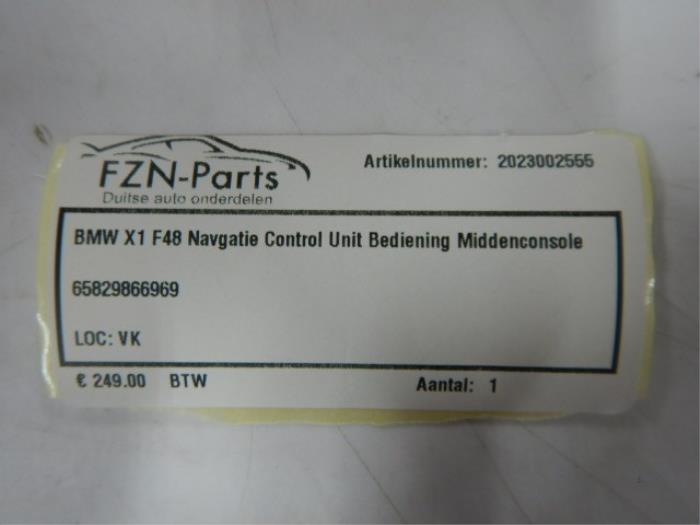 FZN-Parts
Duitse auto onderdelen
Artikelnummer: 2023002555
BMW X1 F48 Navgatie Control Unit Bediening Middenconsole
65829866969
LOC: VK
€ 249.00 BTW
Aantal: 1